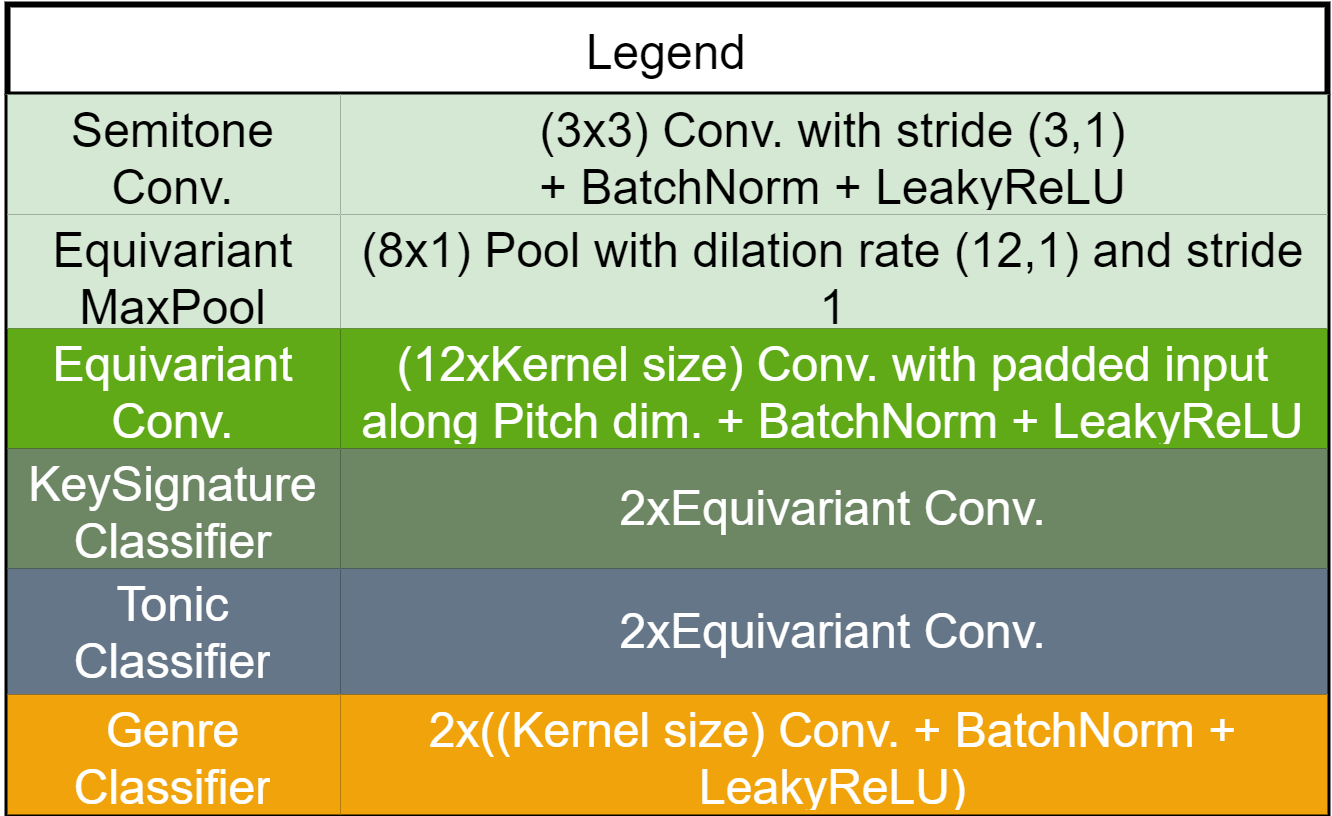 Legend
Semitone
Conv.
(3x3) Conv. with stride (3,1)
+ BatchNorm + LeakyReLU
Equivariant
MaxPool
(8x1) Pool with dilation rate (12,1) and stride
1
Equivariant
Conv.
(12xKernel size) Conv. with padded input
along Pitch dim. + BatchNorm + LeakyReLU
KeySignature
Classifier
2xEquivariant Conv.
Tonic
Classifier
2xEquivariant Conv.
Genre
Classifier
2x((Kernel size) Conv. + BatchNorm +
LeakyReLU)